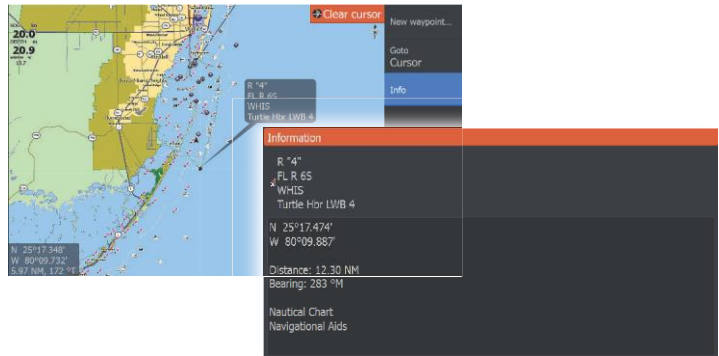 20.0
20.9
Clear cursor
New waypoint...
Goto
Cursor
Info
R "4"
FL R 6S
WHIS
Turtle Hbr LWB 4
N 25°17.348'
W 80°09.732'
5.97 NM, 172 °T
Information
R "4"
FL R 6S
WHIS
Turtle Hbr LWB 4
N 25°17.474'
W 80°09.887'
Distance: 12.30 NM
Bearing: 283 °M
Nautical Chart
Navigational Aids